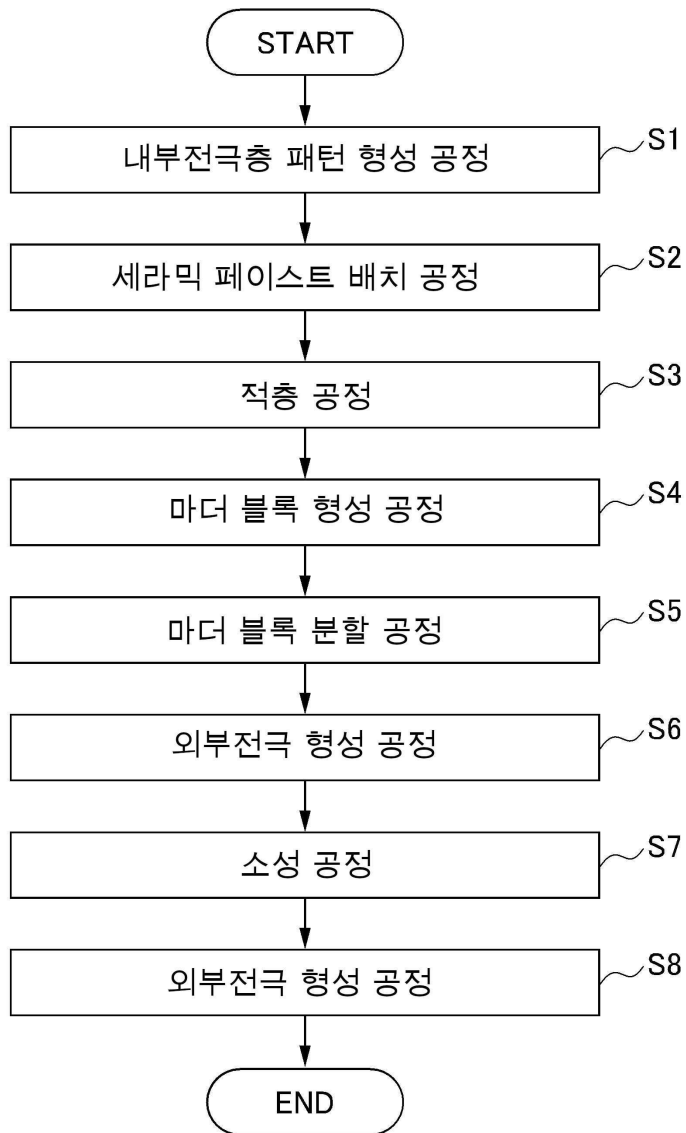 START
내부전극층 패턴 형성 공정
S1
세라믹 페이스트 배치 공정
S2
적층 공정
S3
마더 블록 형성 공정
S4
마더 블록 분할 공정
S5
외부전극 형성 공정
S6
소성 공정
S7
외부전극 형성 공정
S8
END